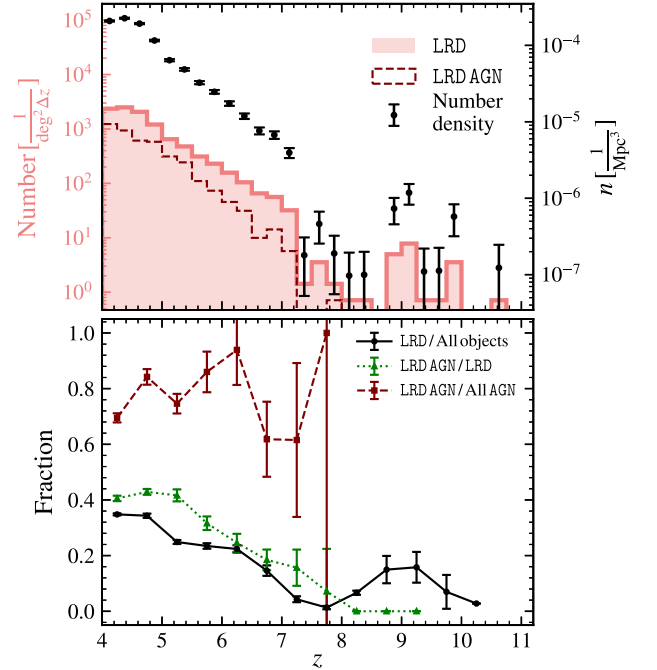 10⁵
10⁴
10³
10²
10¹
10⁰
Number [1/deg² Δz]
LRD
LRD AGN
Number
density
10⁻⁴
10⁻⁵
10⁻⁶
10⁻⁷
n [1/Mpc³]
1.0
0.8
0.6
0.4
0.2
0.0
Fraction
LRD/All objects
LRD AGN/LRD
LRD AGN/All AGN
4 5 6 7 8 9 10 11
z